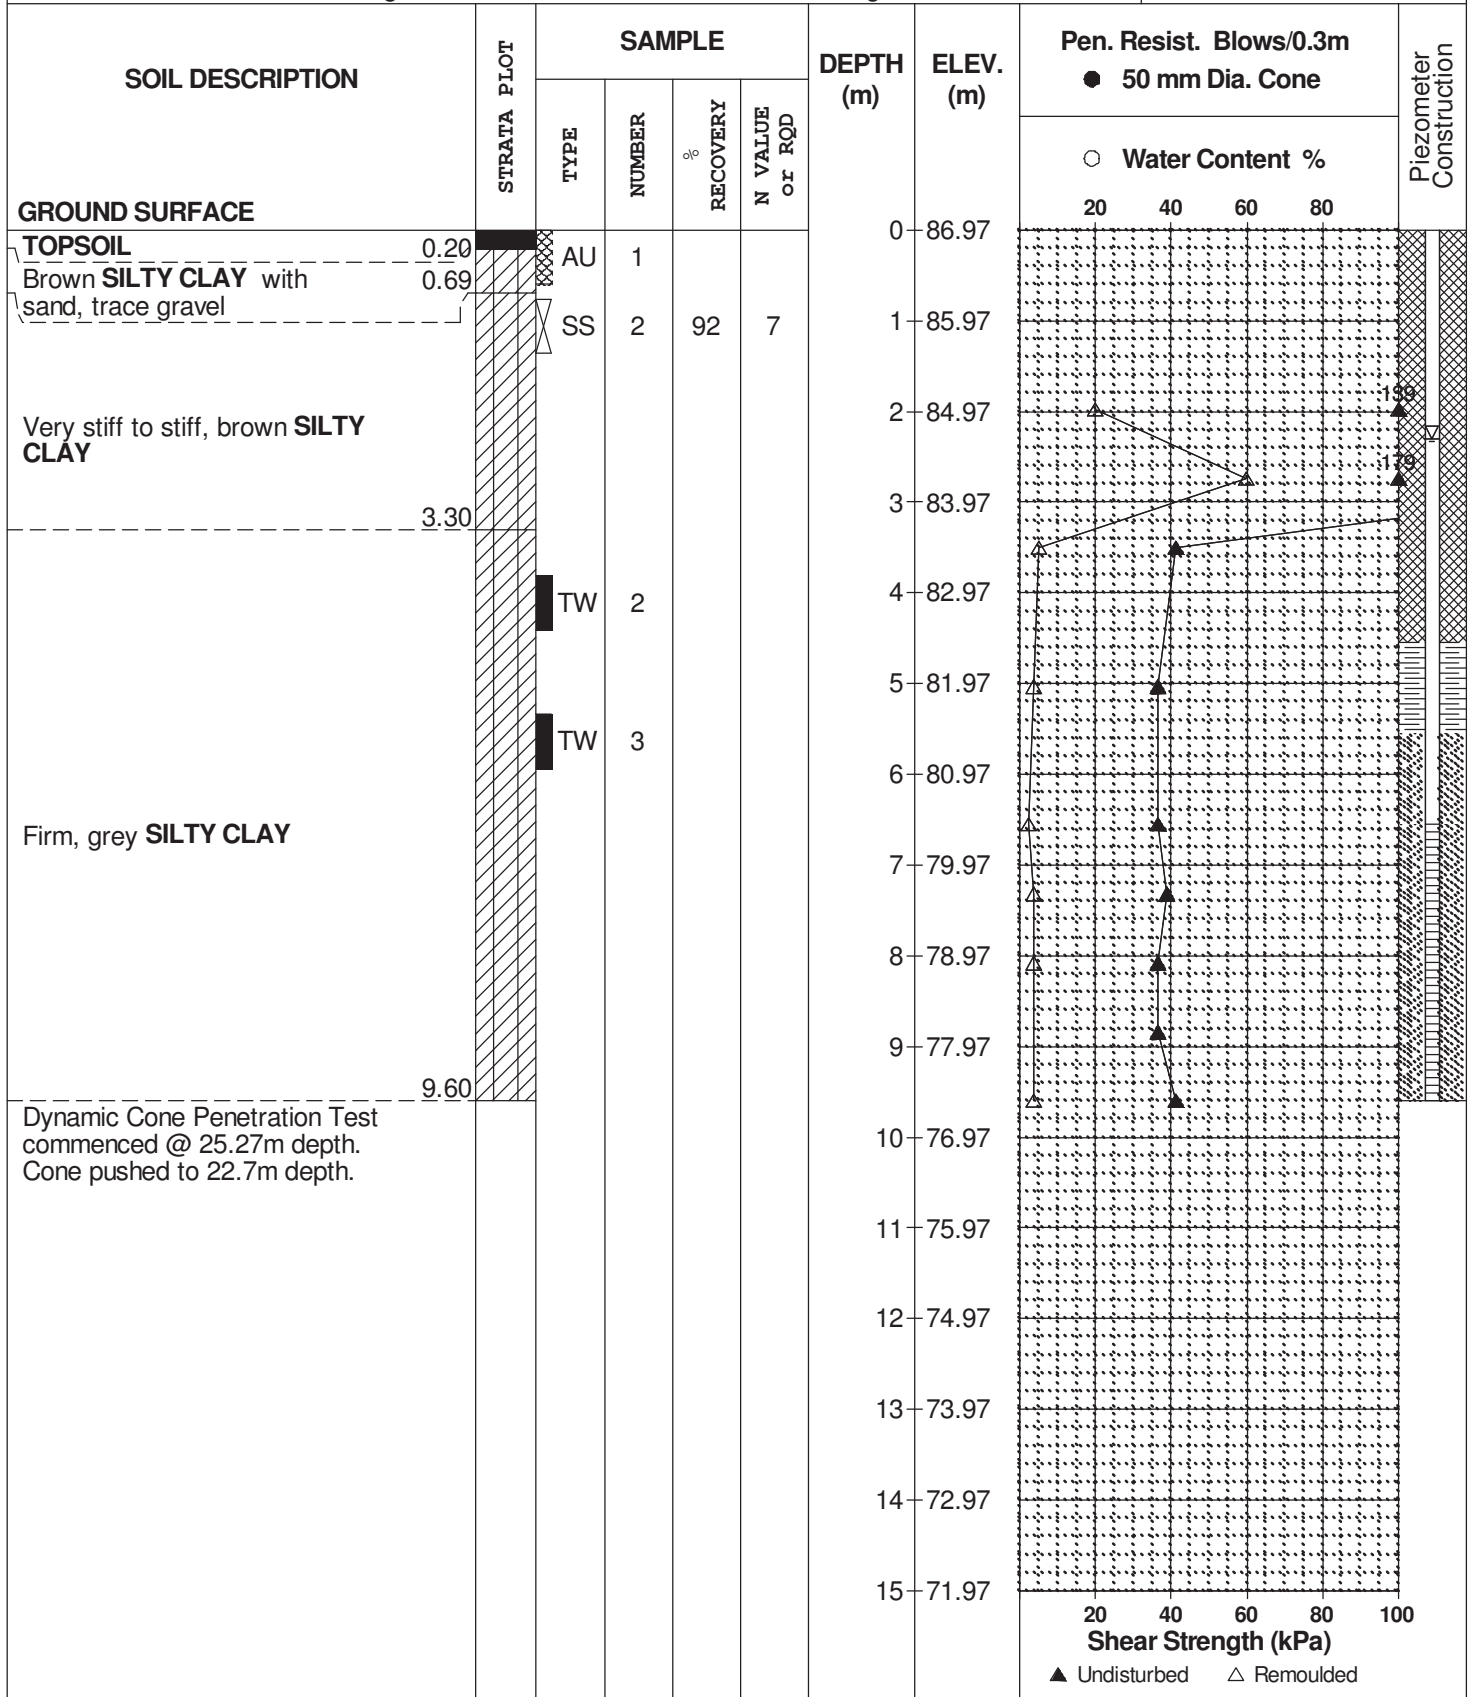 SOIL DESCRIPTION
GROUND SURFACE
STRATA PLOT
SAMPLE
TYPE
NUMBER
% RECOVERY
N VALUE or RQD
DEPTH
(m)
ELEV.
(m)
Pen. Resist. Blows/0.3m
● 50 mm Dia. Cone
○ Water Content %
20 40 60 80
Piezometer
Construction
TOPSOIL 0.20
Brown SILTY CLAY with 0.69
sand, trace gravel
Very stiff to stiff, brown SILTY
CLAY
3.30
Firm, grey SILTY CLAY
9.60
Dynamic Cone Penetration Test
commenced @ 25.27m depth.
Cone pushed to 22.7m depth.
AU 1
SS 2 92 7
TW 2
TW 3
0 86.97
1 85.97
2 84.97
3 83.97
4 82.97
5 81.97
6 80.97
7 79.97
8 78.97
9 77.97
10 76.97
11 75.97
12 74.97
13 73.97
14 72.97
15 71.97
179
20 40 60 80 100
Shear Strength (kPa)
▲ Undisturbed △ Remoulded